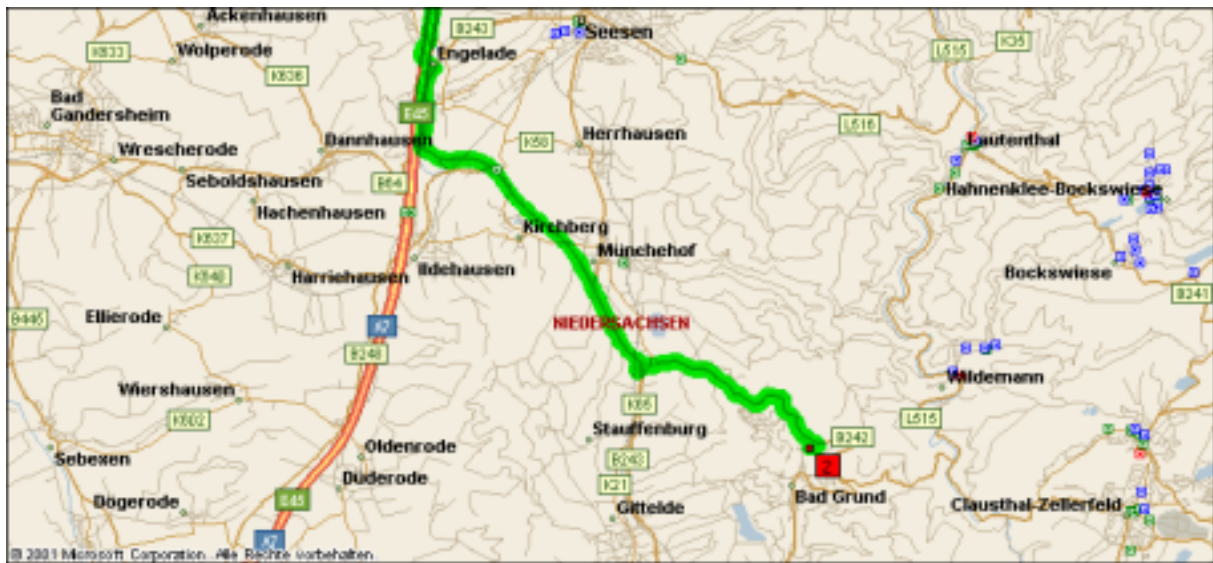 Ackenhausen
B243
Seesen
K35
L515
K633
Wolperode
Engelade
K636
Bad
Gandersheim
E45
L516
Dannhausen
K58
Herrhausen
Lautenthal
Wrescherode
Seboldshausen
B64
Hahnenklee-Bockswiese
Hachenhausen
Kirchberg
K637
Münchehof
Ildehausen
Harriehausen
K648
Bockswiese
B241
B445
Ellierode
A7
NIEDERSACHSEN
B248
Wildemann
Wiershausen
K65
K602
L515
Stauffenburg
B242
Oldenrode
Sebexen
B243
2
Düderode
K21
Bad Grund
Dögerode
E45
Gittelde
Clausthal-Zellerfeld
A7
© 2001 Microsoft Corporation. Alle Rechte vorbehalten.